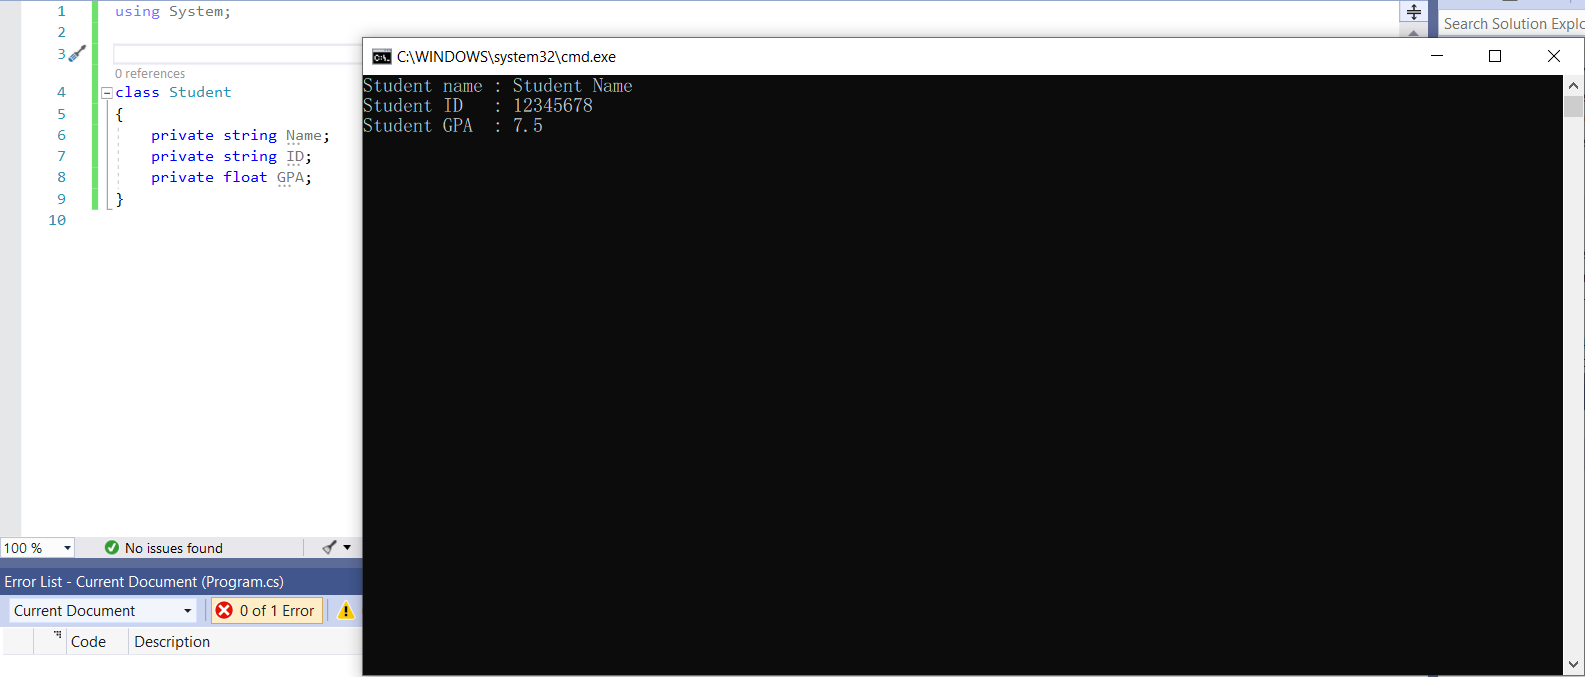 1 using System;
2
3
0 references
4 class Student
5 {
6 private string Name;
7 private string ID;
8 private float GPA;
9 }
10
100 %
No issues found
Error List - Current Document (Program.cs)
Current Document
0 of 1 Error
Code Description
Search Solution Explo
C:\WINDOWS\system32\cmd.exe
Student name : Student Name
Student ID : 12345678
Student GPA : 7.5